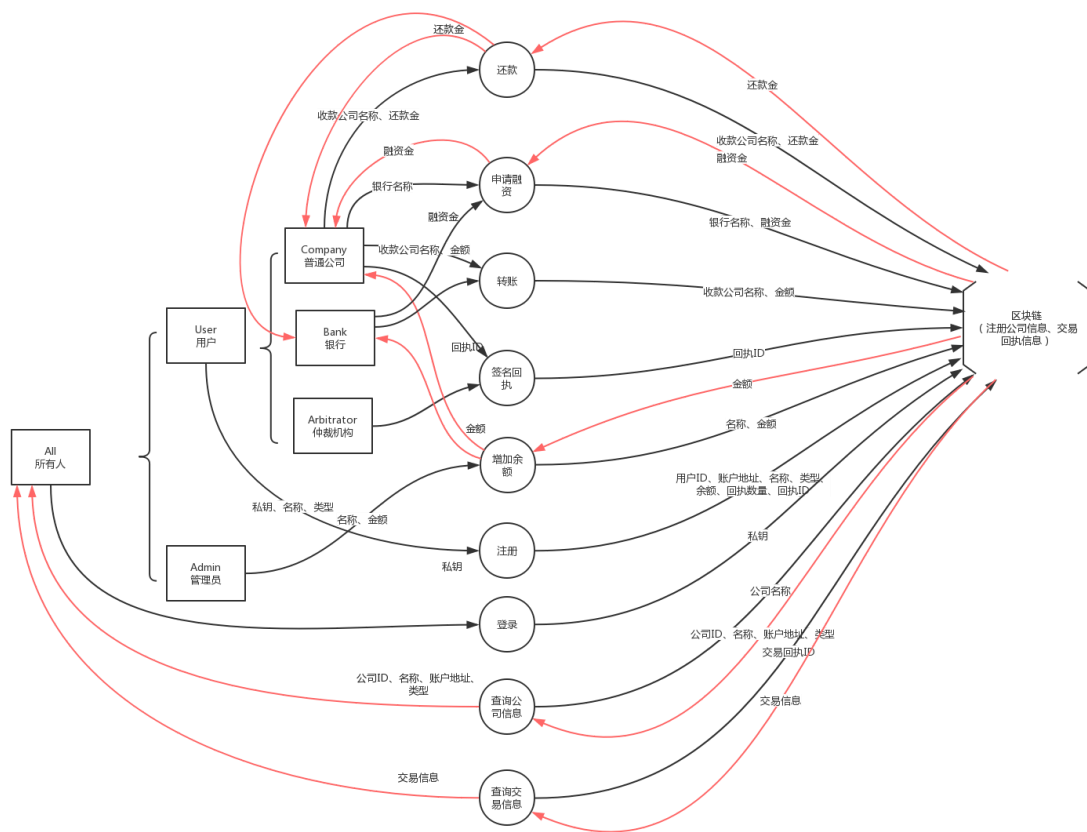 还款金
还款
还款金
收款公司名称、还款金
收款公司名称、还款金
融资金
融资金
申请融
资
银行名称
融资金
银行名称、融资金
Company
普通公司
收款公司名称、金额
转账
收款公司名称、金额
User
用户
Bank
银行
区块链
(注册公司信息、交易
回执信息)
回执ID
回执ID
签名回
执
金额
Arbitrator
仲裁机构
金额
名称、金额
All
所有人
增加余
额
用户ID、账户地址、名称、类型、
余额、回执数量、回执ID
私钥、名称、类型
名称、金额
私钥
注册
私钥
Admin
管理员
公司名称
登录
公司ID、名称、账户地址、类型
交易回执ID
公司ID、名称、账户地址、
类型
查询公
司信息
交易信息
交易信息
查询交
易信息